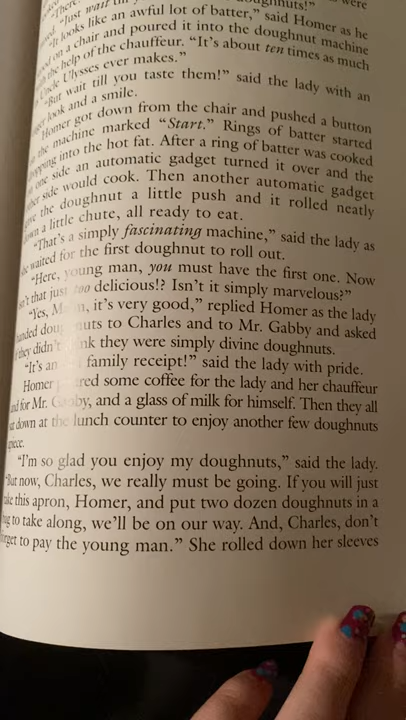 were
"There
doughnuts!"
"Just wait
"It looks like an awful lot of batter," said Homer as he
on a chair and poured it into the doughnut machine
the help of the chauffeur. "It's about ten times as much
Uncle Ulysses ever makes."
"But wait till you taste them!" said the lady with an
look and a smile.
Homer got down from the chair and pushed a button
the machine marked "Start." Rings of batter started
into the hot fat. After a ring of batter was cooked
one side an automatic gadget turned it over and the
side would cook. Then another automatic gadget
the doughnut a little push and it rolled neatly
down a little chute, all ready to eat.
"That's a simply fascinating machine," said the lady as
waited for the first doughnut to roll out.
"Here, young man, you must have the first one. Now
that just too delicious!? Isn't it simply marvelous?"
"Yes, it's very good," replied Homer as the lady
handed to Charles and to Mr. Gabby and asked
they didn't they were simply divine doughnuts.
"It's an family receipt!" said the lady with pride.
Homer some coffee for the lady and her chauffeur
and for Mr. Gabby, and a glass of milk for himself. Then they all
down at the lunch counter to enjoy another few doughnuts
apiece.
"I'm so glad you enjoy my doughnuts," said the lady.
"But now, Charles, we really must be going. If you will just
take this apron, Homer, and put two dozen doughnuts in a
bag to take along, we'll be on our way. And, Charles, don't
forget to pay the young man." She rolled down her sleeves